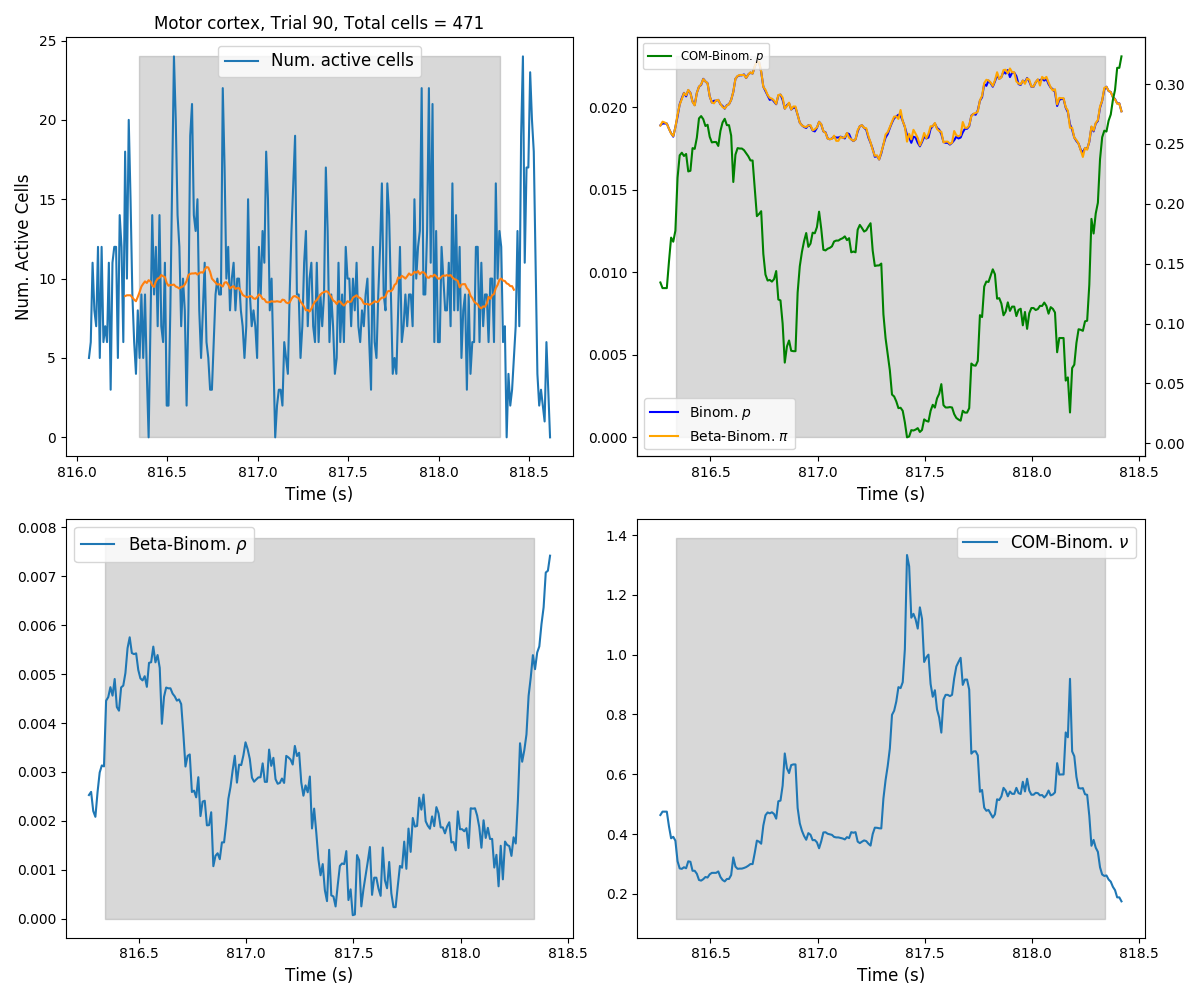 Motor cortex, Trial 90, Total cells = 471
Num. Active Cells
25
20
15
10
5
0
Num. active cells
816.0 816.5 817.0 817.5 818.0 818.5
Time (s)
COM-Binom. p
0.020
0.015
0.010
0.005
0.000
0.30
0.25
0.20
0.15
0.10
0.05
0.00
Binom. p
Beta-Binom. π
816.5 817.0 817.5 818.0 818.5
Time (s)
0.008
0.007
0.006
0.005
0.004
0.003
0.002
0.001
0.000
Beta-Binom. ρ
816.5 817.0 817.5 818.0 818.5
Time (s)
1.4
1.2
1.0
0.8
0.6
0.4
0.2
COM-Binom. ν
816.5 817.0 817.5 818.0 818.5
Time (s)